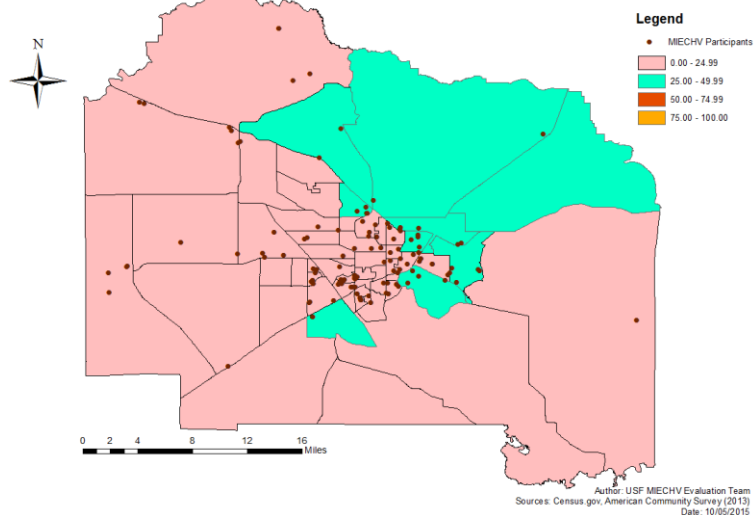 Legend
N
MIECHV Participants
0.00 - 24.99
25.00 - 49.99
50.00 - 74.99
75.00 - 100.00
0 2 4 8 12 16
Miles
Author: USF MIECHV Evaluation Team
Sources: Census.gov, American Community Survey (2013)
Date: 10/05/2015